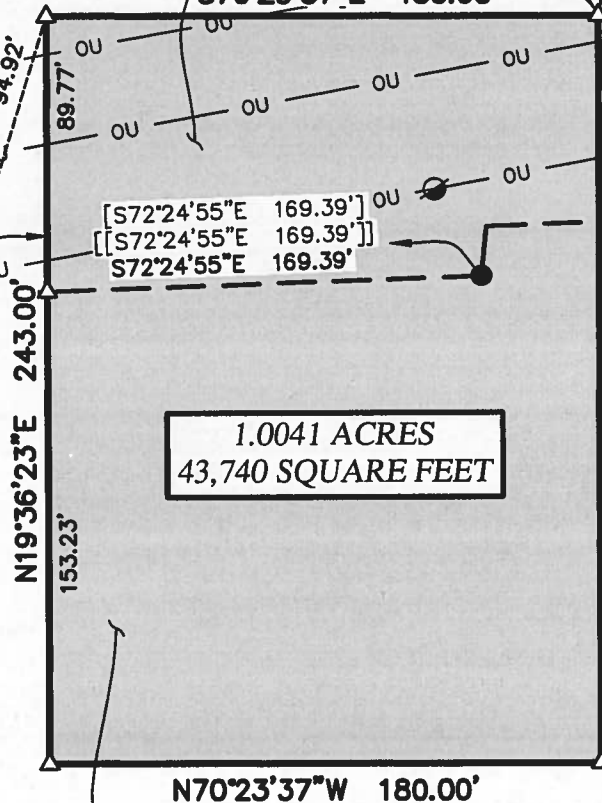 94.92'
OU
OU
89.77'
OU
OU
OU
OU
OU
[S72°24'55"E 169.39']
[[S72°24'55"E 169.39']]
S72°24'55"E 169.39'
N19°36'23"E 243.00'
1.0041 ACRES
43,740 SQUARE FEET
153.23'
N70°23'37"W 180.00'